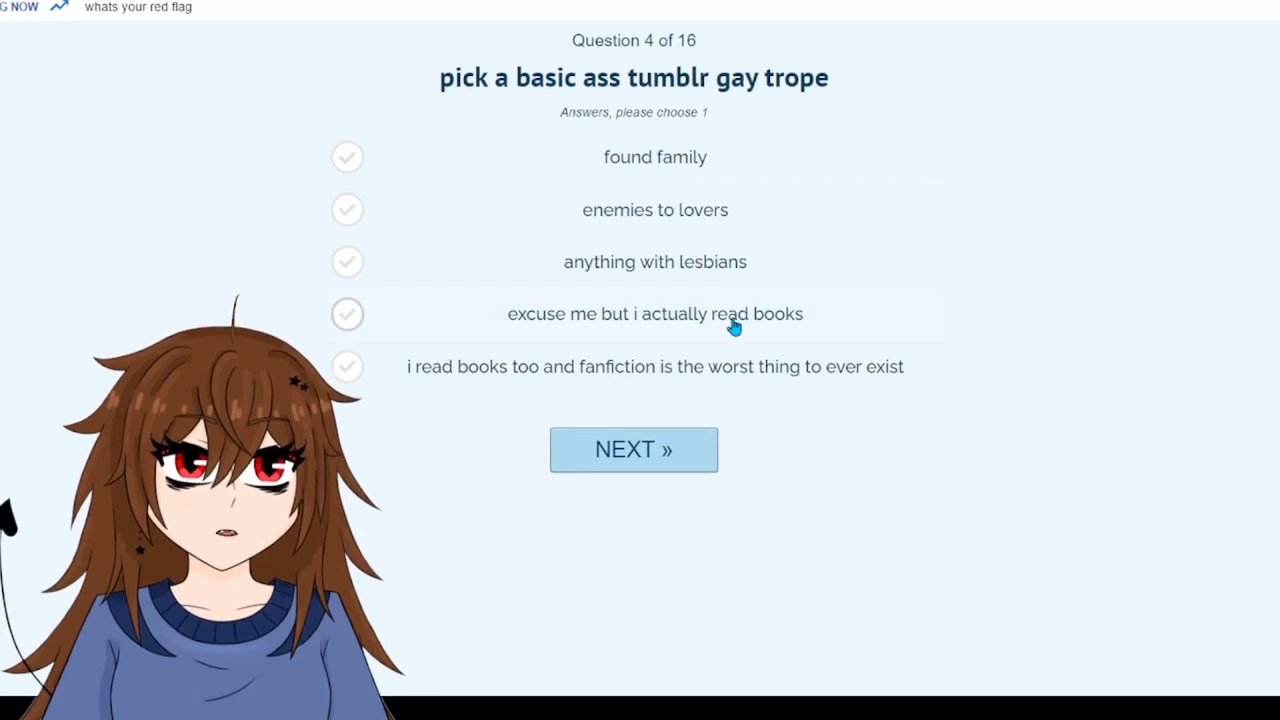 G NOW whats your red flag
Question 4 of 16
pick a basic ass tumblr gay trope
Answers, please choose 1
found family
enemies to lovers
anything with lesbians
excuse me but i actually read books
i read books too and fanfiction is the worst thing to ever exist
NEXT »